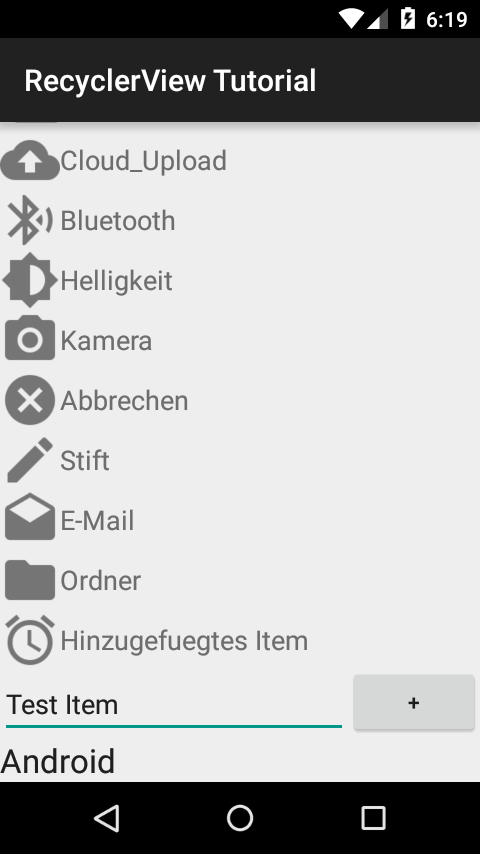 6:19
RecyclerView Tutorial
Cloud_Upload
Bluetooth
Helligkeit
Kamera
Abbrechen
Stift
E-Mail
Ordner
Hinzugefuegtes Item
Test Item +
Android